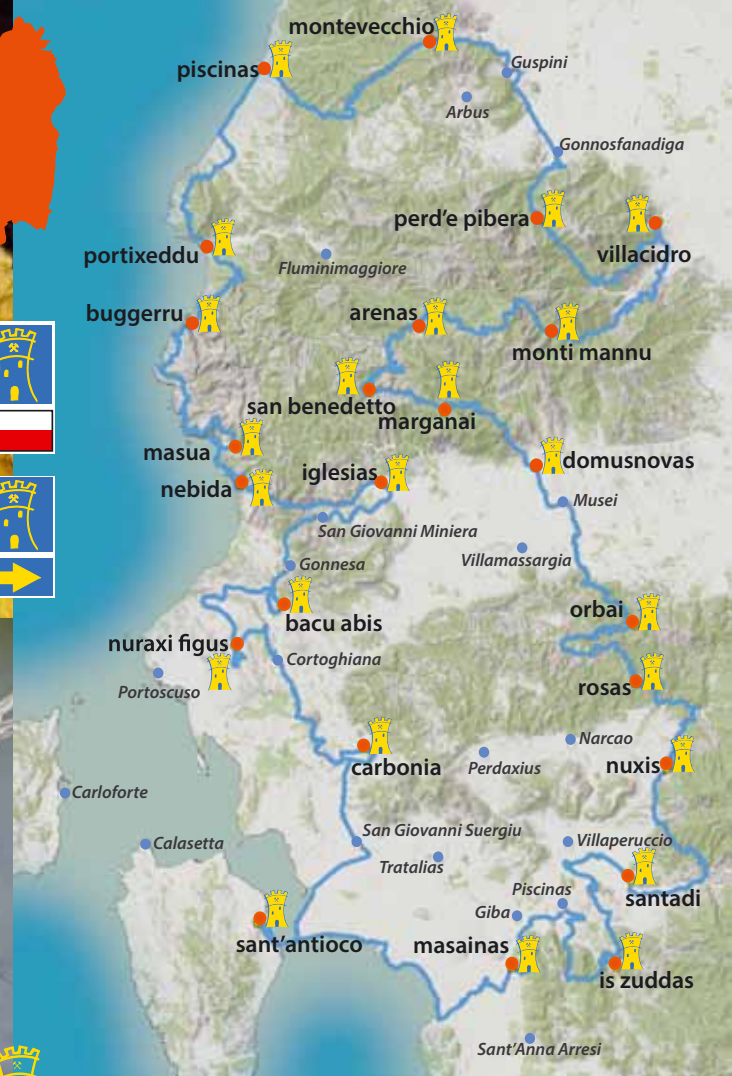 montevecchio
piscinas
Guspini
Arbus
Gonnosfanadiga
perd'e pibera
villacidro
portixeddu
Fluminimaggiore
buggerru
arenas
monti mannu
san benedetto
marganai
masua
domusnovas
iglesias
nebida
Musei
San Giovanni Miniera
Villamassargia
Gonnesa
orbai
bacu abis
nuraxi figus
Cortoghiana
rosas
Portoscuso
Narcao
carbonia
Perdaxius
nuxis
Carloforte
San Giovanni Suergiu
Calasetta
Villaperuccio
Tratalias
Piscinas
santadi
Giba
sant'antioco
masainas
is zuddas
Sant'Anna Arresi